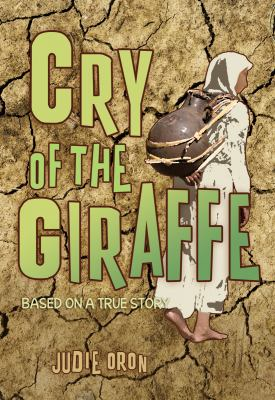 CRY
OF THE
GIRAFFE
BASED ON A TRUE STORY
JUDIE ORON